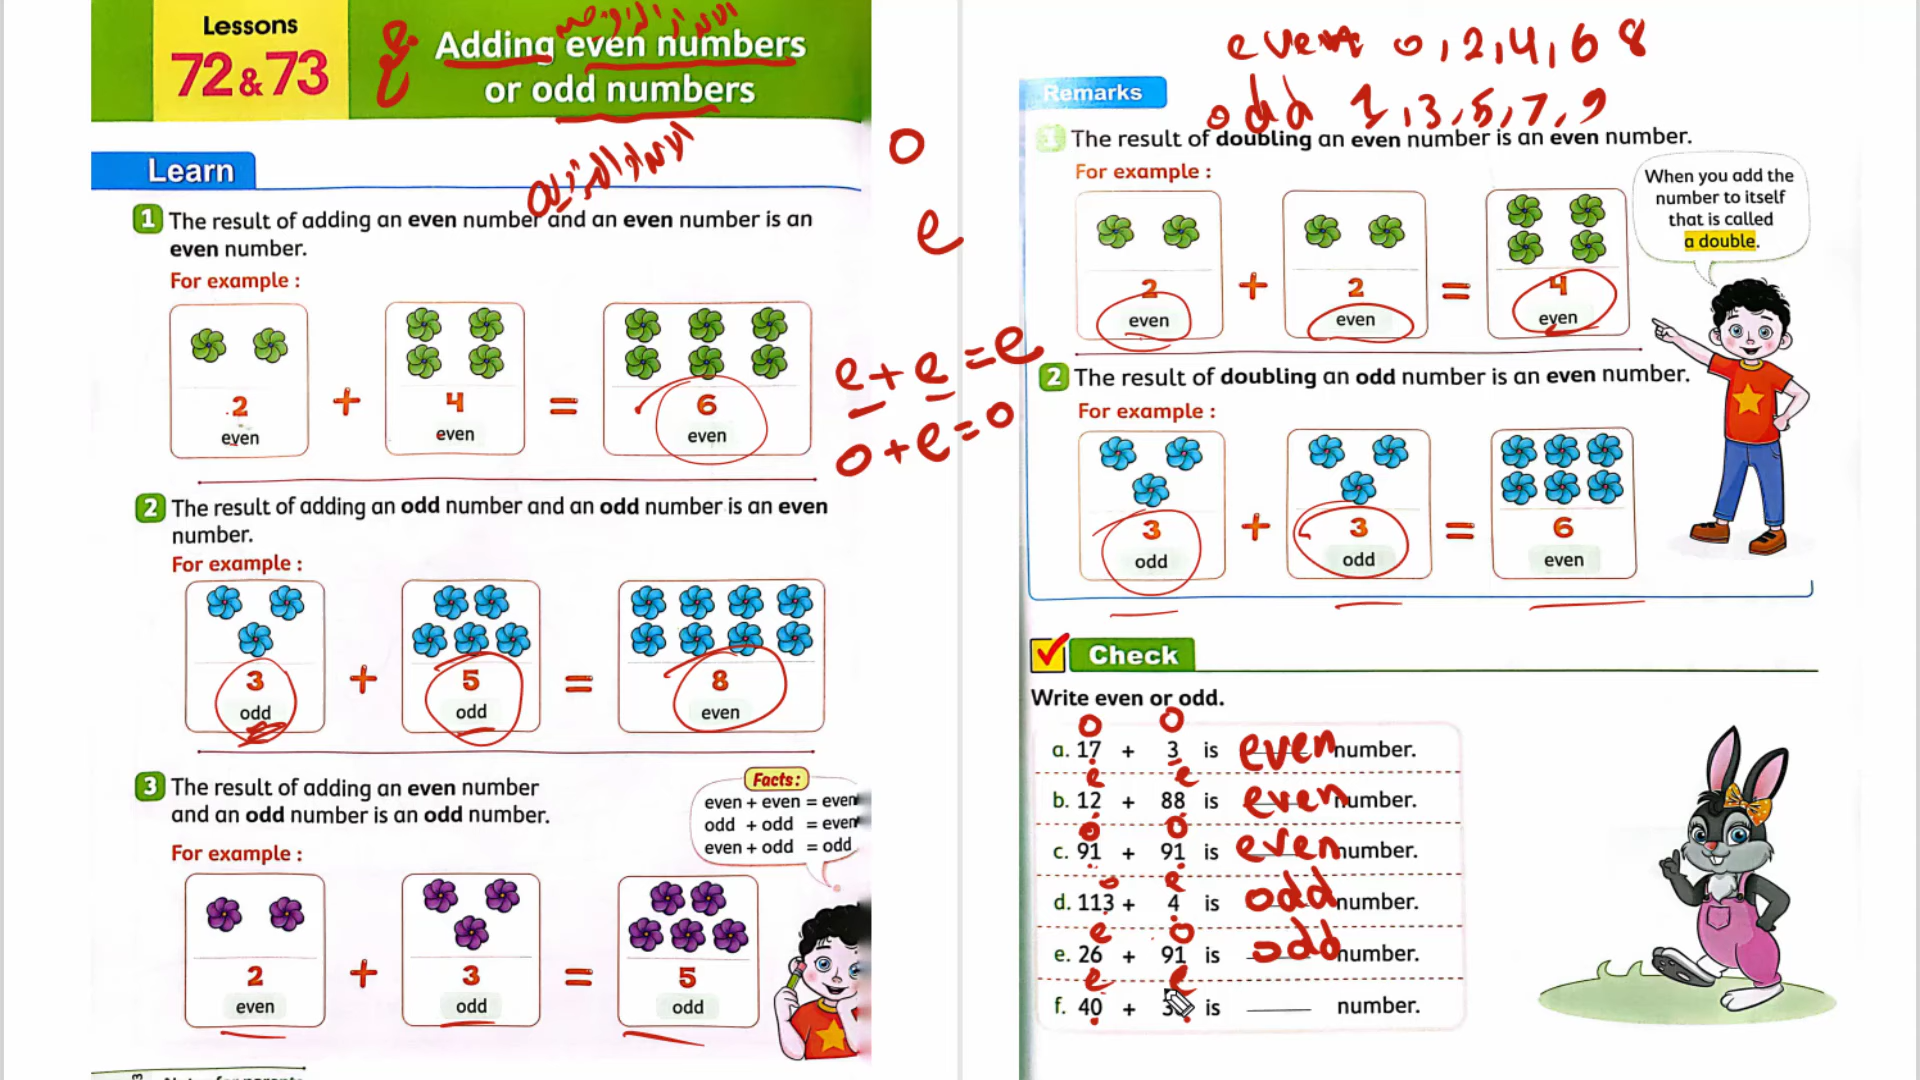 Lessons
72 & 73
Adding even numbers
or odd numbers
Learn
1 The result of adding an even number and an even number is an
even number.
For example :
2 + 4 = 6
even even even
2 The result of adding an odd number and an odd number is an even
number.
For example :
3 + 5 = 8
odd odd even
3 The result of adding an even number
and an odd number is an odd number.
For example :
Facts:
even + even = even
odd + odd = even
even + odd = odd
2 + 3 = 5
even odd odd
o
e
e + e = e
o + e = o
even 0,2,4,6 8
odd 1,3,5,7,9
Remarks
1 The result of doubling an even number is an even number.
For example :
2 + 2 = 4
even even even
When you add the
number to itself
that is called
a double.
2 The result of doubling an odd number is an even number.
For example :
3 + 3 = 6
odd odd even
Check
Write even or odd.
o o
a. 17 + 3 is even number.
e e
b. 12 + 88 is even number.
o o
c. 91 + 91 is even number.
o e
d. 113 + 4 is odd number.
e o
e. 26 + 91 is odd number.
e e
f. 40 + 3 is ____ number.